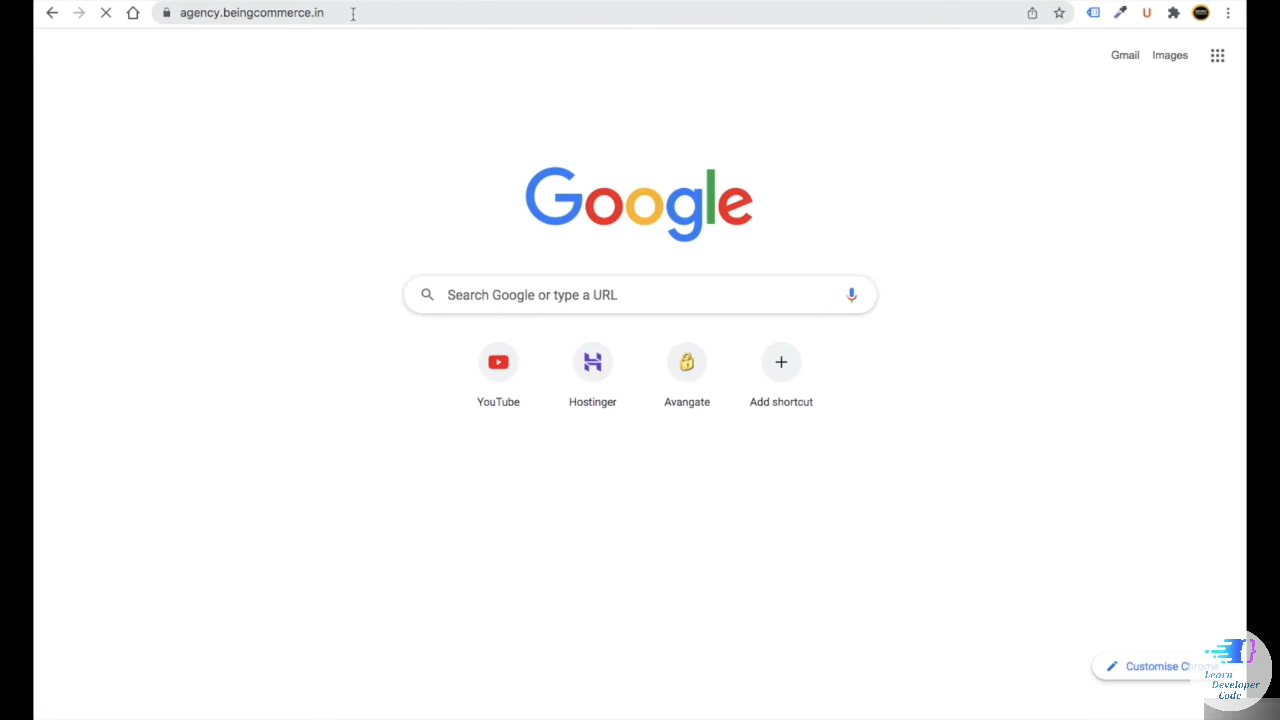 agency.beingcommerce.in
Gmail Images
Google
Search Google or type a URL
YouTube Hostinger Avangate Add shortcut
Customise Chrome
Learn
Developer
Code